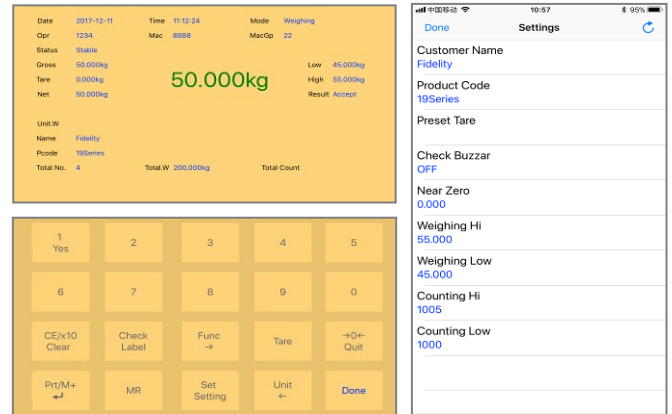 Date 2017-12-11 Time 11:12:24 Mode Weighing
Opr 1234 Mac 8888 MacGp 22
Status Stable
Gross 50.000kg Low 45.000kg
Tare 0.000kg 50.000kg High 55.000kg
Net 50.000kg Result Accept
Unit.W
Name Fidelity
Pcode 19Series
Total No. 4 Total.W 200.000kg Total Count
1 2 3 4 5
Yes
6 7 8 9 0
CE/x10 Check Func Tare →0←
Clear Label → Quit
Prt/M+ MR Set Unit Done
↵ Setting ←
中国移动 10:57 95%
Done Settings
Customer Name
Fidelity
Product Code
19Series
Preset Tare
Check Buzzar
OFF
Near Zero
0.000
Weighing Hi
55.000
Weighing Low
45.000
Counting Hi
1005
Counting Low
1000